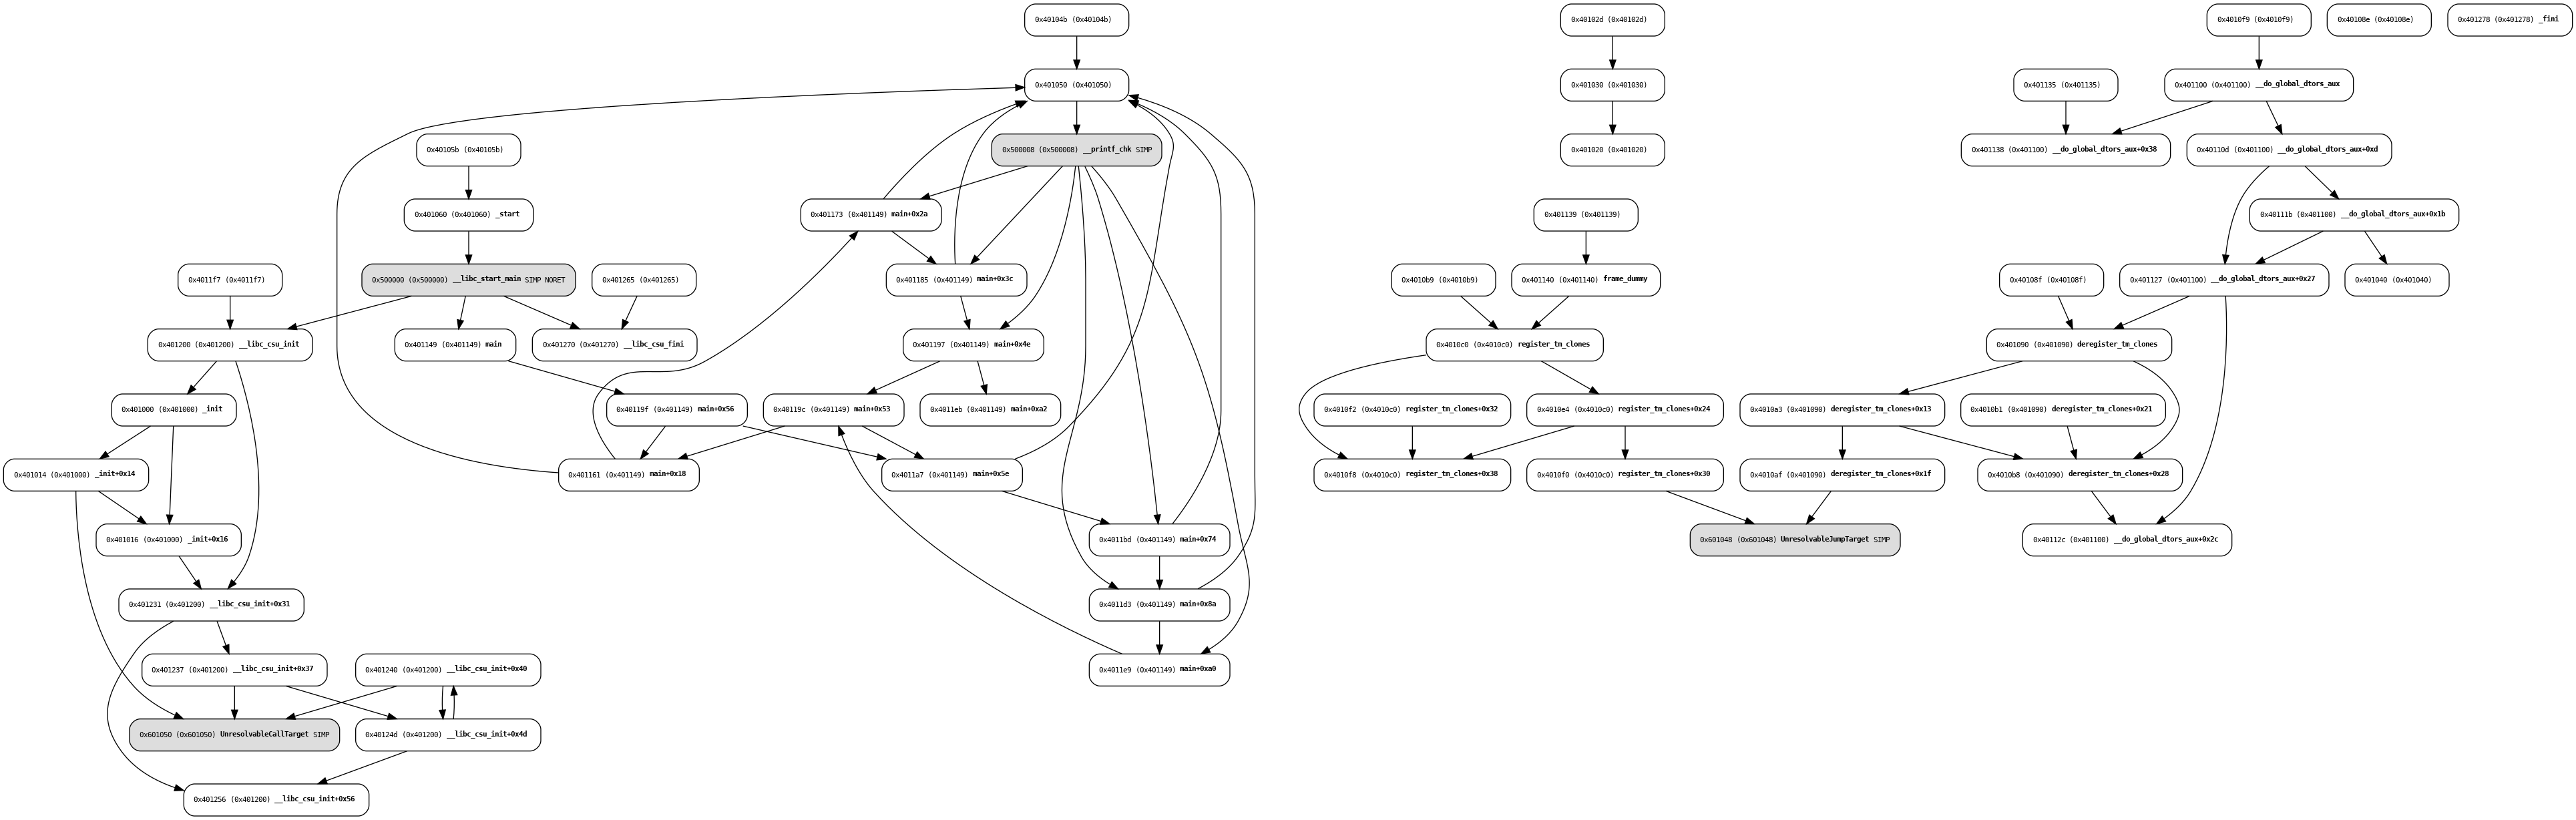 0x40104b (0x40104b)
0x40102d (0x40102d)
0x4010f9 (0x4010f9)
0x40108e (0x40108e)
0x401278 (0x401278) _fini
0x401050 (0x401050)
0x401030 (0x401030)
0x401135 (0x401135)
0x401100 (0x401100) __do_global_dtors_aux
0x40105b (0x40105b)
0x500008 (0x500008) __printf_chk SIMP
0x401020 (0x401020)
0x401138 (0x401100) __do_global_dtors_aux+0x38
0x40110d (0x401100) __do_global_dtors_aux+0xd
0x401060 (0x401060) _start
0x401173 (0x401149) main+0x2a
0x401139 (0x401139)
0x40111b (0x401100) __do_global_dtors_aux+0x1b
0x4011f7 (0x4011f7)
0x500000 (0x500000) __libc_start_main SIMP NORET
0x401265 (0x401265)
0x401185 (0x401149) main+0x3c
0x4010b9 (0x4010b9)
0x401140 (0x401140) frame_dummy
0x40108f (0x40108f)
0x401127 (0x401100) __do_global_dtors_aux+0x27
0x401040 (0x401040)
0x401200 (0x401200) __libc_csu_init
0x401149 (0x401149) main
0x401270 (0x401270) __libc_csu_fini
0x401197 (0x401149) main+0x4e
0x4010c0 (0x4010c0) register_tm_clones
0x401090 (0x401090) deregister_tm_clones
0x401000 (0x401000) _init
0x40119f (0x401149) main+0x56
0x40119c (0x401149) main+0x53
0x4011eb (0x401149) main+0xa2
0x4010f2 (0x4010c0) register_tm_clones+0x32
0x4010e4 (0x4010c0) register_tm_clones+0x24
0x4010a3 (0x401090) deregister_tm_clones+0x13
0x4010b1 (0x401090) deregister_tm_clones+0x21
0x401014 (0x401000) _init+0x14
0x401161 (0x401149) main+0x18
0x4011a7 (0x401149) main+0x5e
0x4010f8 (0x4010c0) register_tm_clones+0x38
0x4010f0 (0x4010c0) register_tm_clones+0x30
0x4010af (0x401090) deregister_tm_clones+0x1f
0x4010b8 (0x401090) deregister_tm_clones+0x28
0x401016 (0x401000) _init+0x16
0x4011bd (0x401149) main+0x74
0x601048 (0x601048) UnresolvableJumpTarget SIMP
0x40112c (0x401100) __do_global_dtors_aux+0x2c
0x401231 (0x401200) __libc_csu_init+0x31
0x4011d3 (0x401149) main+0x8a
0x401237 (0x401200) __libc_csu_init+0x37
0x401240 (0x401200) __libc_csu_init+0x40
0x4011e9 (0x401149) main+0xa0
0x601050 (0x601050) UnresolvableCallTarget SIMP
0x40124d (0x401200) __libc_csu_init+0x4d
0x401256 (0x401200) __libc_csu_init+0x56